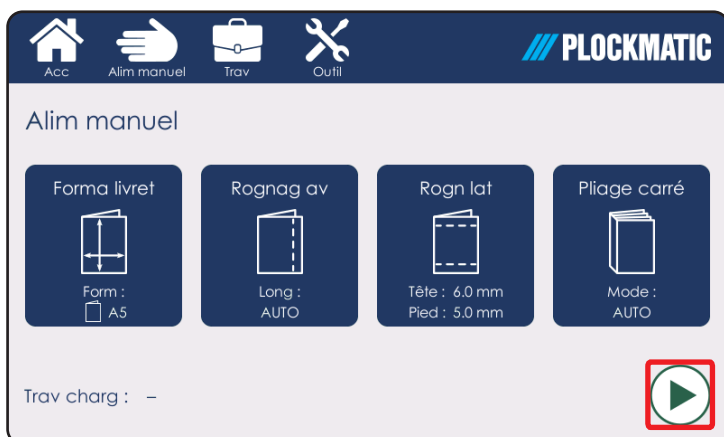 Acc
Alim manuel
Trav
Outil
PLOCKMATIC
Alim manuel
Forma livret
Form :
A5
Rognag av
Long :
AUTO
Rogn lat
Tête : 6.0 mm
Pied : 5.0 mm
Pliage carré
Mode :
AUTO
Trav charg : –